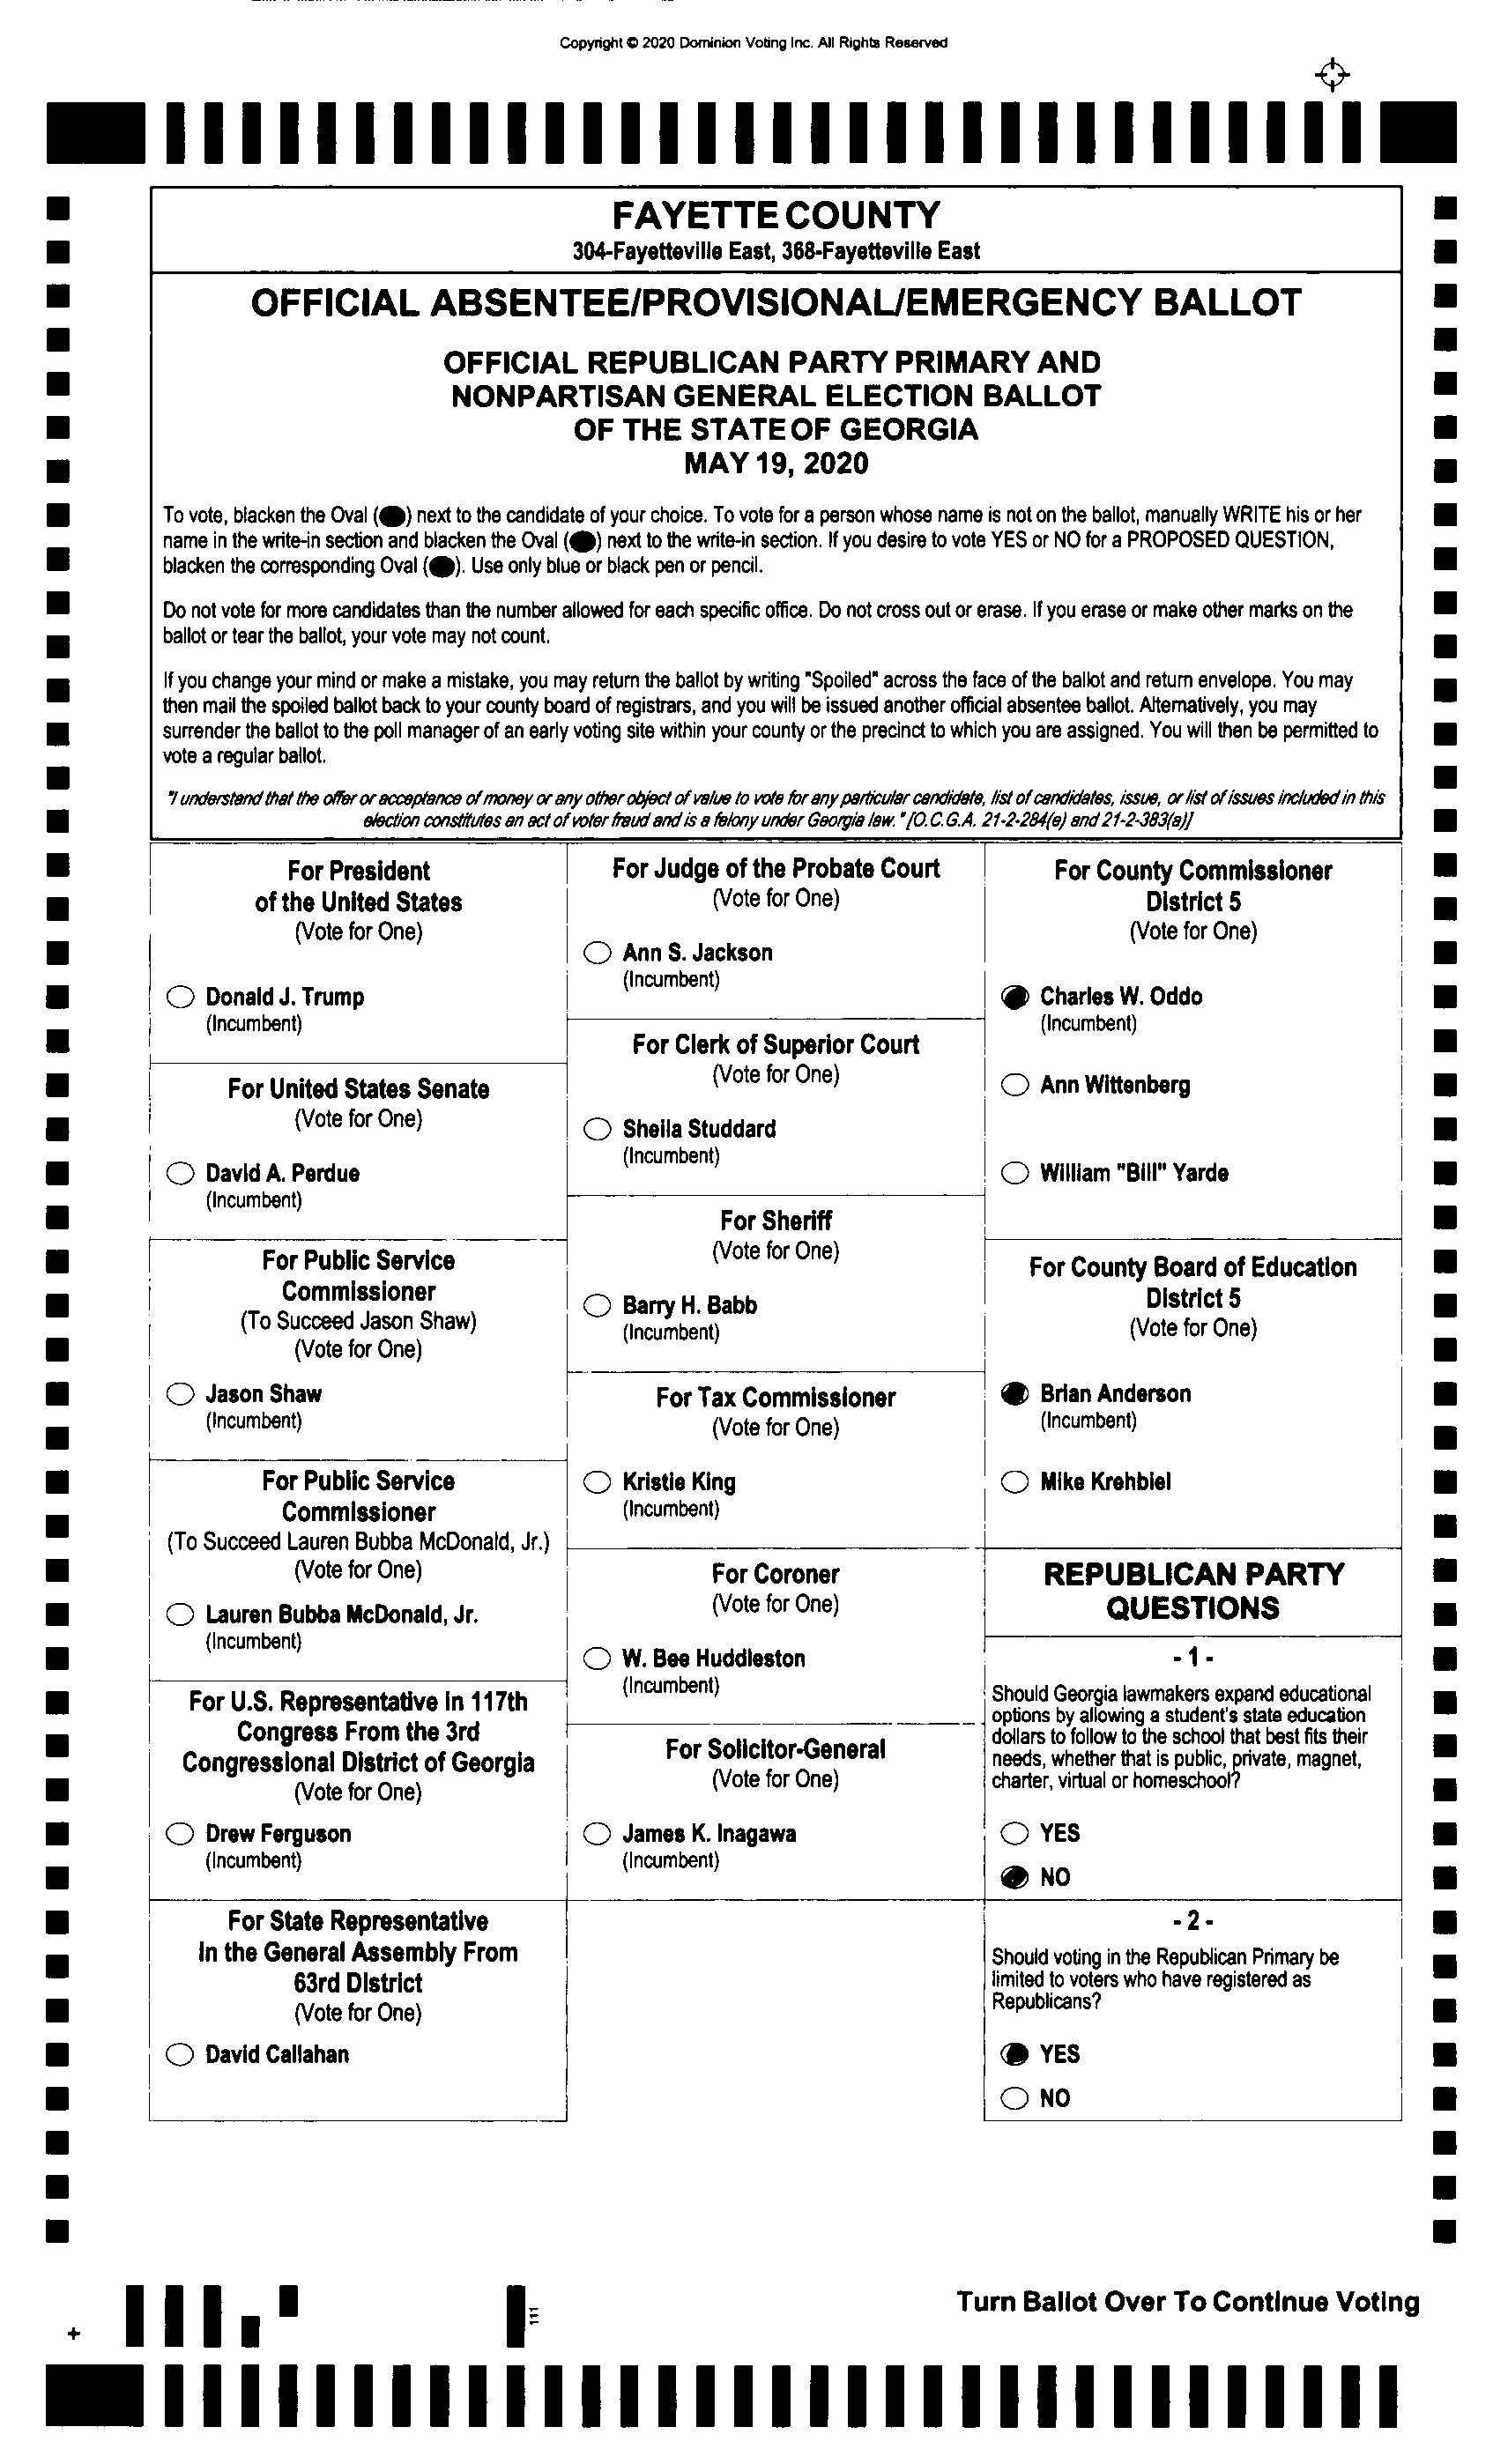 Copyright © 2020 Dominion Voting Inc. All Rights Reserved
FAYETTE COUNTY
304-Fayetteville East, 368-Fayetteville East
OFFICIAL ABSENTEE/PROVISIONAL/EMERGENCY BALLOT
OFFICIAL REPUBLICAN PARTY PRIMARY AND
NONPARTISAN GENERAL ELECTION BALLOT
OF THE STATE OF GEORGIA
MAY 19, 2020
To vote, blacken the Oval (●) next to the candidate of your choice. To vote for a person whose name is not on the ballot, manually WRITE his or her
name in the write-in section and blacken the Oval (●) next to the write-in section. If you desire to vote YES or NO for a PROPOSED QUESTION,
blacken the corresponding Oval (●). Use only blue or black pen or pencil.
Do not vote for more candidates than the number allowed for each specific office. Do not cross out or erase. If you erase or make other marks on the
ballot or tear the ballot, your vote may not count.
If you change your mind or make a mistake, you may return the ballot by writing "Spoiled" across the face of the ballot and return envelope. You may
then mail the spoiled ballot back to your county board of registrars, and you will be issued another official absentee ballot. Alternatively, you may
surrender the ballot to the poll manager of an early voting site within your county or the precinct to which you are assigned. You will then be permitted to
vote a regular ballot.
"I understand that the offer or acceptance of money or any other object of value to vote for any particular candidate, list of candidates, issue, or list of issues included in this
election constitutes an act of voter fraud and is a felony under Georgia law." [O.C.G.A. 21-2-284(e) and 21-2-383(a)]
For President
of the United States
(Vote for One)
Donald J. Trump
(Incumbent)
For United States Senate
(Vote for One)
David A. Perdue
(Incumbent)
For Public Service
Commissioner
(To Succeed Jason Shaw)
(Vote for One)
Jason Shaw
(Incumbent)
For Public Service
Commissioner
(To Succeed Lauren Bubba McDonald, Jr.)
(Vote for One)
Lauren Bubba McDonald, Jr.
(Incumbent)
For U.S. Representative in 117th
Congress From the 3rd
Congressional District of Georgia
(Vote for One)
Drew Ferguson
(Incumbent)
For State Representative
In the General Assembly From
63rd District
(Vote for One)
David Callahan
For Judge of the Probate Court
(Vote for One)
Ann S. Jackson
(Incumbent)
For Clerk of Superior Court
(Vote for One)
Sheila Studdard
(Incumbent)
For Sheriff
(Vote for One)
Barry H. Babb
(Incumbent)
For Tax Commissioner
(Vote for One)
Kristie King
(Incumbent)
For Coroner
(Vote for One)
W. Bee Huddleston
(Incumbent)
For Solicitor-General
(Vote for One)
James K. Inagawa
(Incumbent)
For County Commissioner
District 5
(Vote for One)
Charles W. Oddo
(Incumbent)
Ann Wittenberg
William "Bill" Yarde
For County Board of Education
District 5
(Vote for One)
Brian Anderson
(Incumbent)
Mike Krehbiel
REPUBLICAN PARTY
QUESTIONS
- 1 -
Should Georgia lawmakers expand educational
options by allowing a student's state education
dollars to follow to the school that best fits their
needs, whether that is public, private, magnet,
charter, virtual or homeschool?
YES
NO
- 2 -
Should voting in the Republican Primary be
limited to voters who have registered as
Republicans?
YES
NO
111
Turn Ballot Over To Continue Voting
+